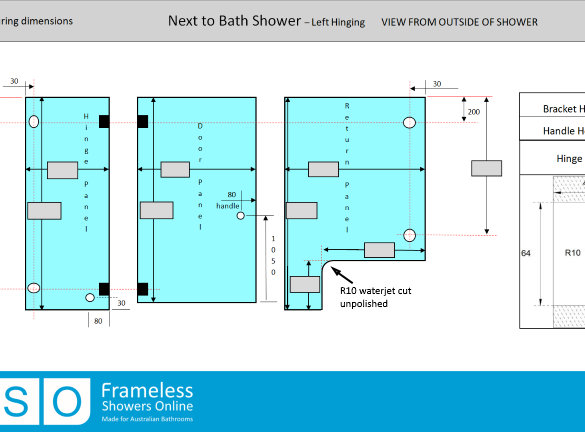 ring dimensions
Next to Bath Shower – Left Hinging
VIEW FROM OUTSIDE OF SHOWER
30
30
200
Hinge Panel
Door Panel
Return Panel
80
handle
1050
30
80
R10 waterjet cut
unpolished
Bracket H
Handle H
Hinge
64
R10
SO
Frameless
Showers Online
Made for Australian Bathrooms